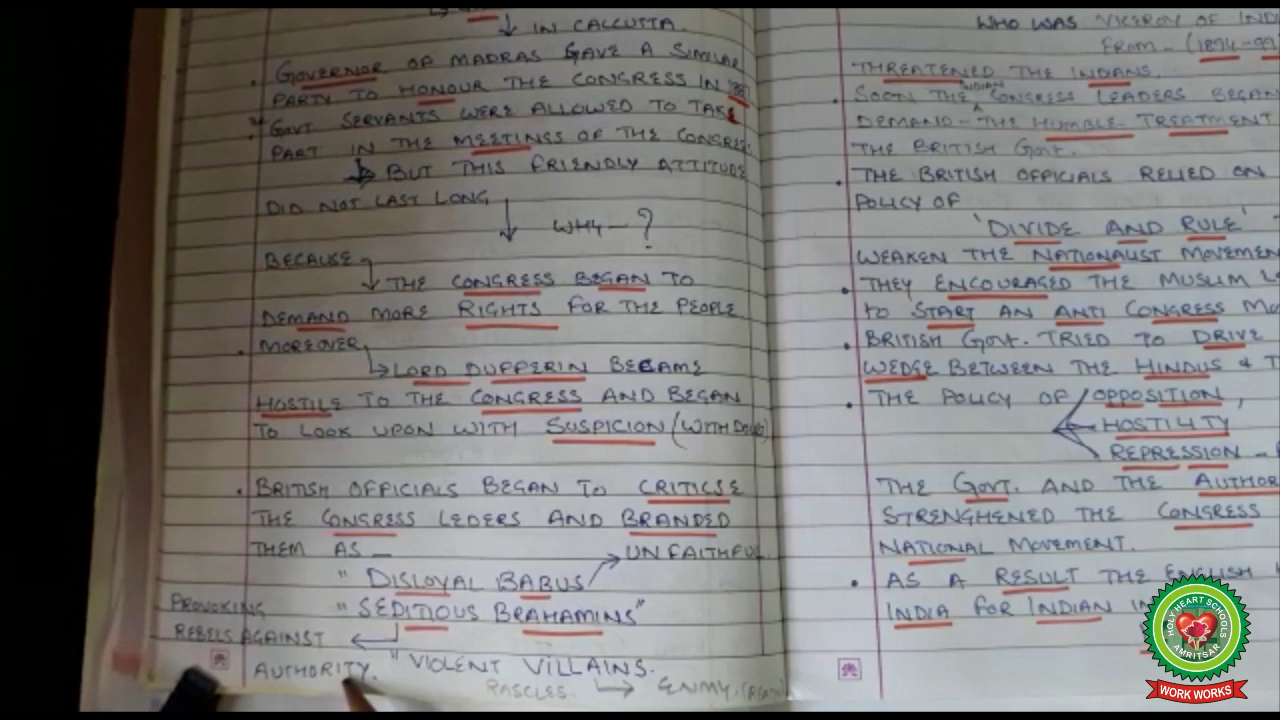 ↓ IN CALCUTTA.
. GOVERNOR OF MADRAS GAVE A SIMILAR
PARTY TO HONOUR THE CONGRESS IN 1887
GOVT. SERVANTS WERE ALLOWED TO TAKE
PART IN THE MEETINGS OF THE CONGRESS
BUT THIS FRIENDLY ATTITUDE
DID NOT LAST LONG
↓ WHY – ?
BECAUSE
THE CONGRESS BEGAN TO
DEMAND MORE RIGHTS FOR THE PEOPLE
. MOREOVER
LORD DUFFERIN BECAME
HOSTILE TO THE CONGRESS AND BEGAN
TO LOOK UPON WITH SUSPICION (WITH
. BRITISH OFFICIALS BEGAN TO CRITICSE
THE CONGRESS LEDERS AND BRANDED
THEM AS –
UNFAITHFUL
" DISLOYAL BABUS
" SEDITIOUS BRAHAMINS"
PROVOKING
REBELS AGAINST
AUTHORITY.
" VIOLENT VILLAINS.
RASCLES. → ENMY.
WHO WAS VICEROY OF
FROM – (1894–99
THREATENED THE INDIANS.
. SOON THE INDIAN CONGRESS LEADERS BEGAN
DEMAND – THE HUMBLE TREATMENT
THE BRITISH GOVT.
. THE BRITISH OFFICIALS RELIED ON
POLICY OF
'DIVIDE AND RULE'
WEAKEN THE NATIONALIST
. THEY ENCOURAGED THE MUSLIM
TO START AN ANTI CONGRESS
. BRITISH GOVT. TRIED TO DRIVE
WEDGE BETWEEN THE HINDUS &
. THE POLICY OF OPPOSITION,
HOSTILITY
REPRESSION –
THE GOVT. AND THE
STRENGHENED THE CONGRESS
NATIONAL MOVEMENT.
. AS A RESULT THE ENGLISH
INDIA FOR INDIAN
HOLY HEART SCHOOLS
AMRITSAR
WORK WORKS